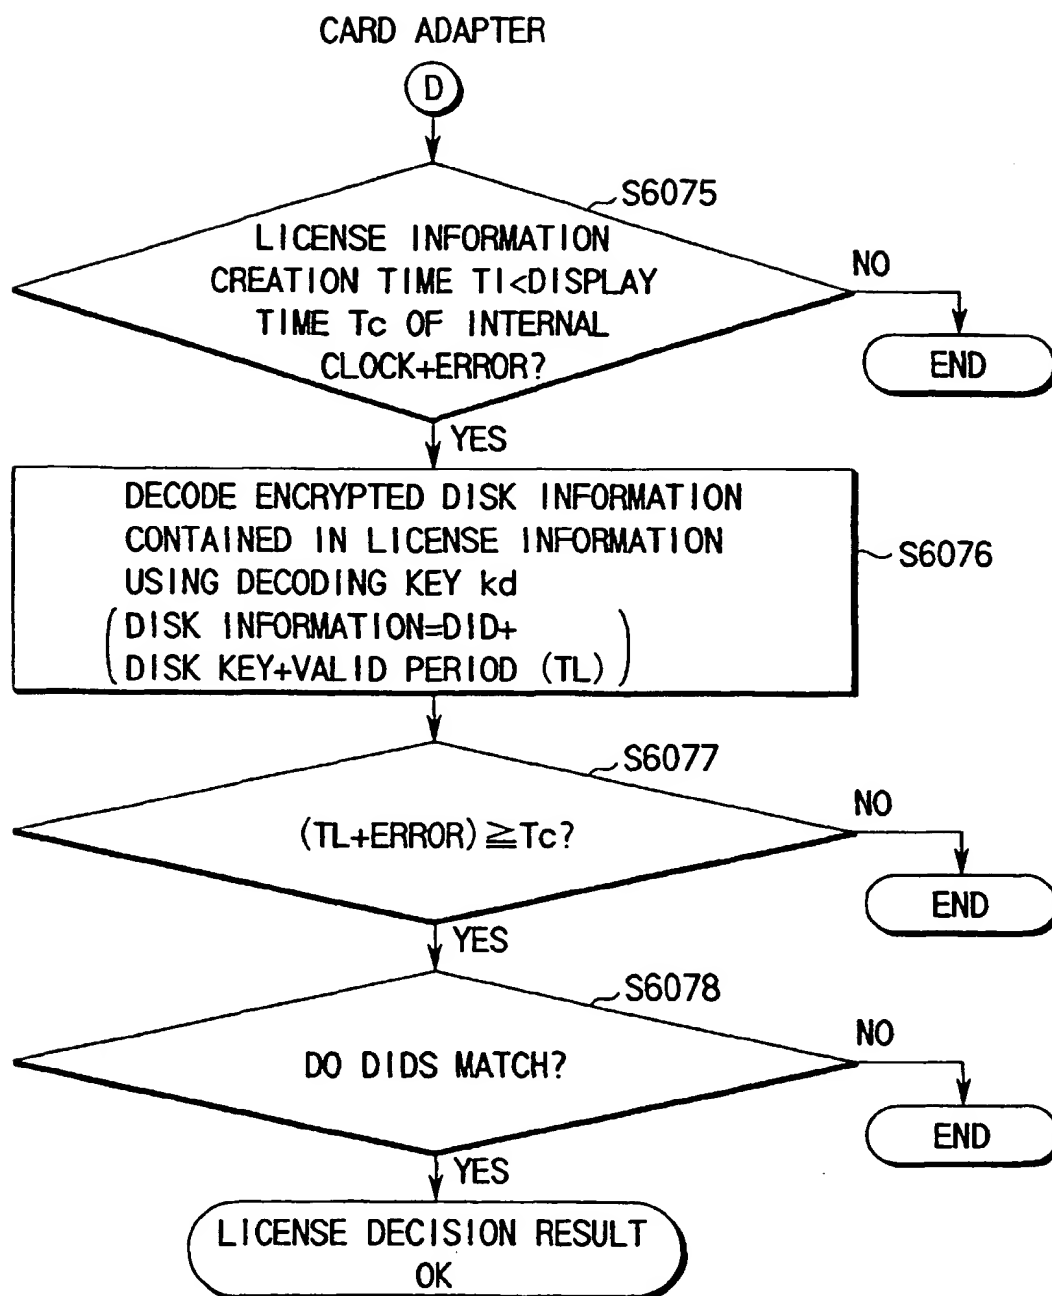 CARD ADAPTER
D
S6075
LICENSE INFORMATION
CREATION TIME TI<DISPLAY
TIME Tc OF INTERNAL
CLOCK+ERROR?
NO
END
YES
DECODE ENCRYPTED DISK INFORMATION
CONTAINED IN LICENSE INFORMATION
USING DECODING KEY kd
(DISK INFORMATION=DID+
DISK KEY+VALID PERIOD (TL))
S6076
S6077
(TL+ERROR)≧Tc?
NO
END
YES
S6078
DO DIDS MATCH?
NO
END
YES
LICENSE DECISION RESULT
OK